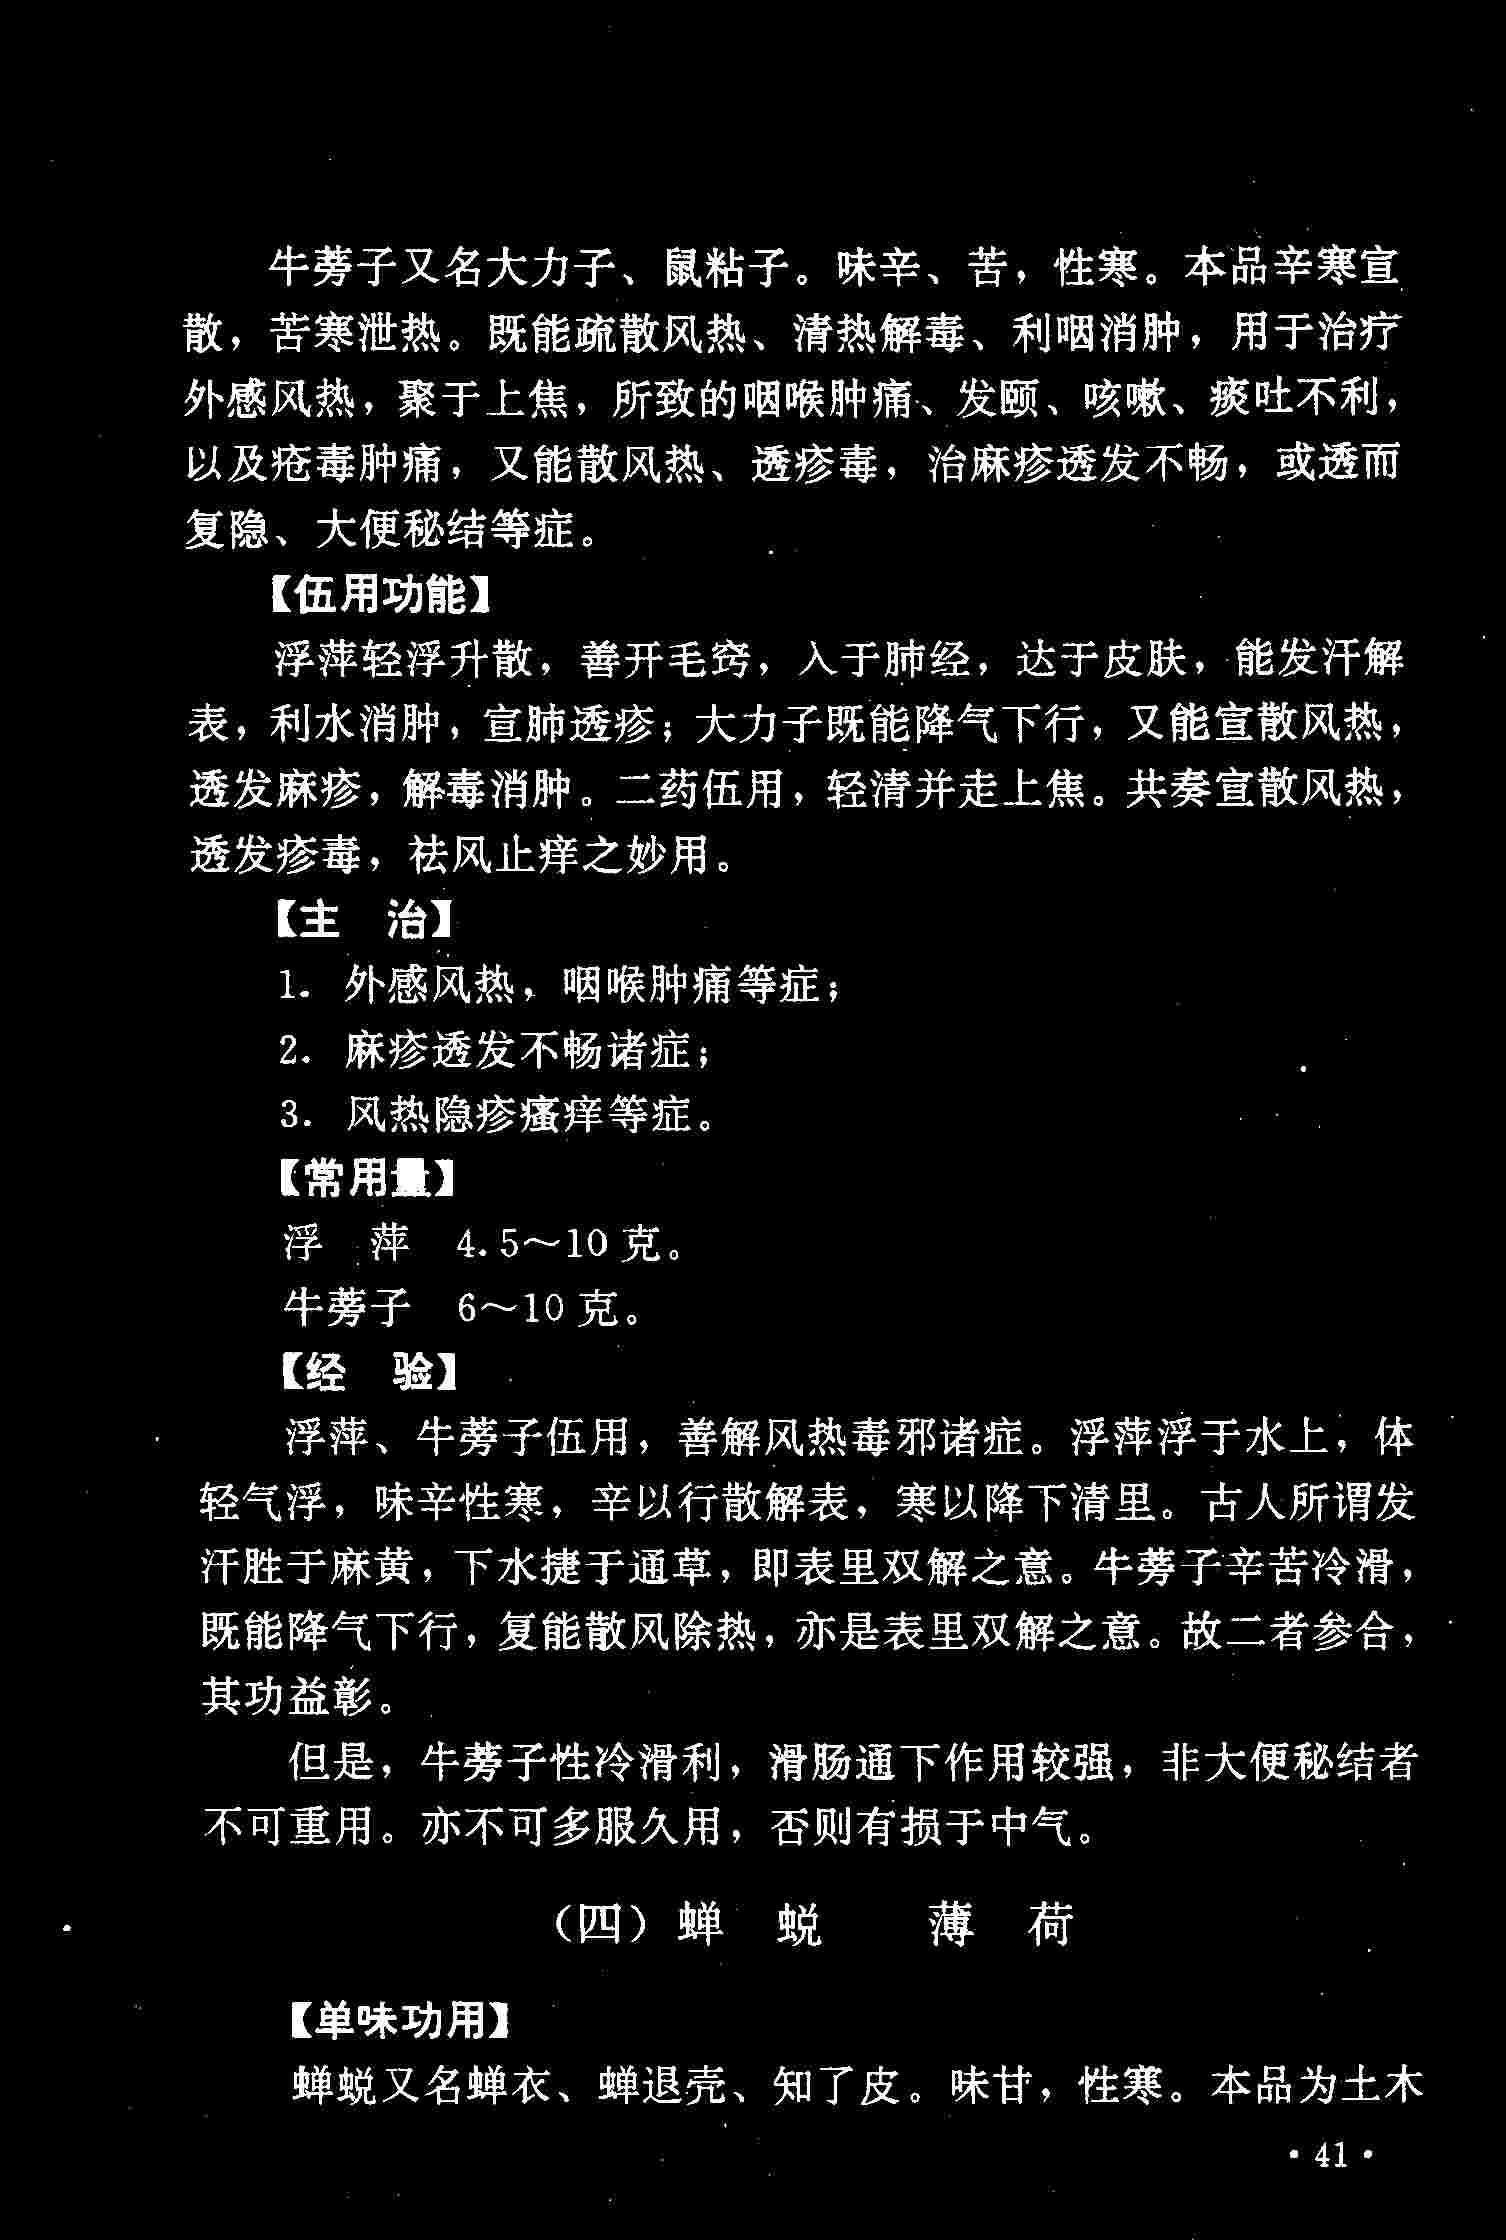 牛蒡子又名大力子、鼠粘子。味辛、苦，性寒。本品辛寒宣
散，苦寒泄热。既能疏散风热、清热解毒、利咽消肿，用于治疗
外感风热，聚于上焦，所致的咽喉肿痛、发颐、咳嗽、痰吐不利，
以及疮毒肿痛，又能散风热、透疹毒，治麻疹透发不畅，或透而
复隐、大便秘结等症。
【伍用功能】
浮萍轻浮升散，善开毛窍，入于肺经，达于皮肤，能发汗解
表，利水消肿，宣肺透疹；大力子既能降气下行，又能宣散风热，
透发麻疹，解毒消肿。二药伍用，轻清并走上焦。共奏宣散风热，
透发疹毒，祛风止痒之妙用。
【主　治】
1. 外感风热，咽喉肿痛等症；
2. 麻疹透发不畅诸症；
3. 风热隐疹瘙痒等症。
【常用量】
浮　萍　4.5～10克。
牛蒡子　6～10克。
【经　验】
浮萍、牛蒡子伍用，善解风热毒邪诸症。浮萍浮于水上，体
轻气浮，味辛性寒，辛以行散解表，寒以降下清里。古人所谓发
汗胜于麻黄，下水捷于通草，即表里双解之意。牛蒡子辛苦冷滑，
既能降气下行，复能散风除热，亦是表里双解之意。故二者参合，
其功益彰。
但是，牛蒡子性冷滑利，滑肠通下作用较强，非大便秘结者
不可重用。亦不可多服久用，否则有损于中气。
（四）蝉　蜕　　薄　荷
【单味功用】
蝉蜕又名蝉衣、蝉退壳、知了皮。味甘，性寒。本品为土木
·41·